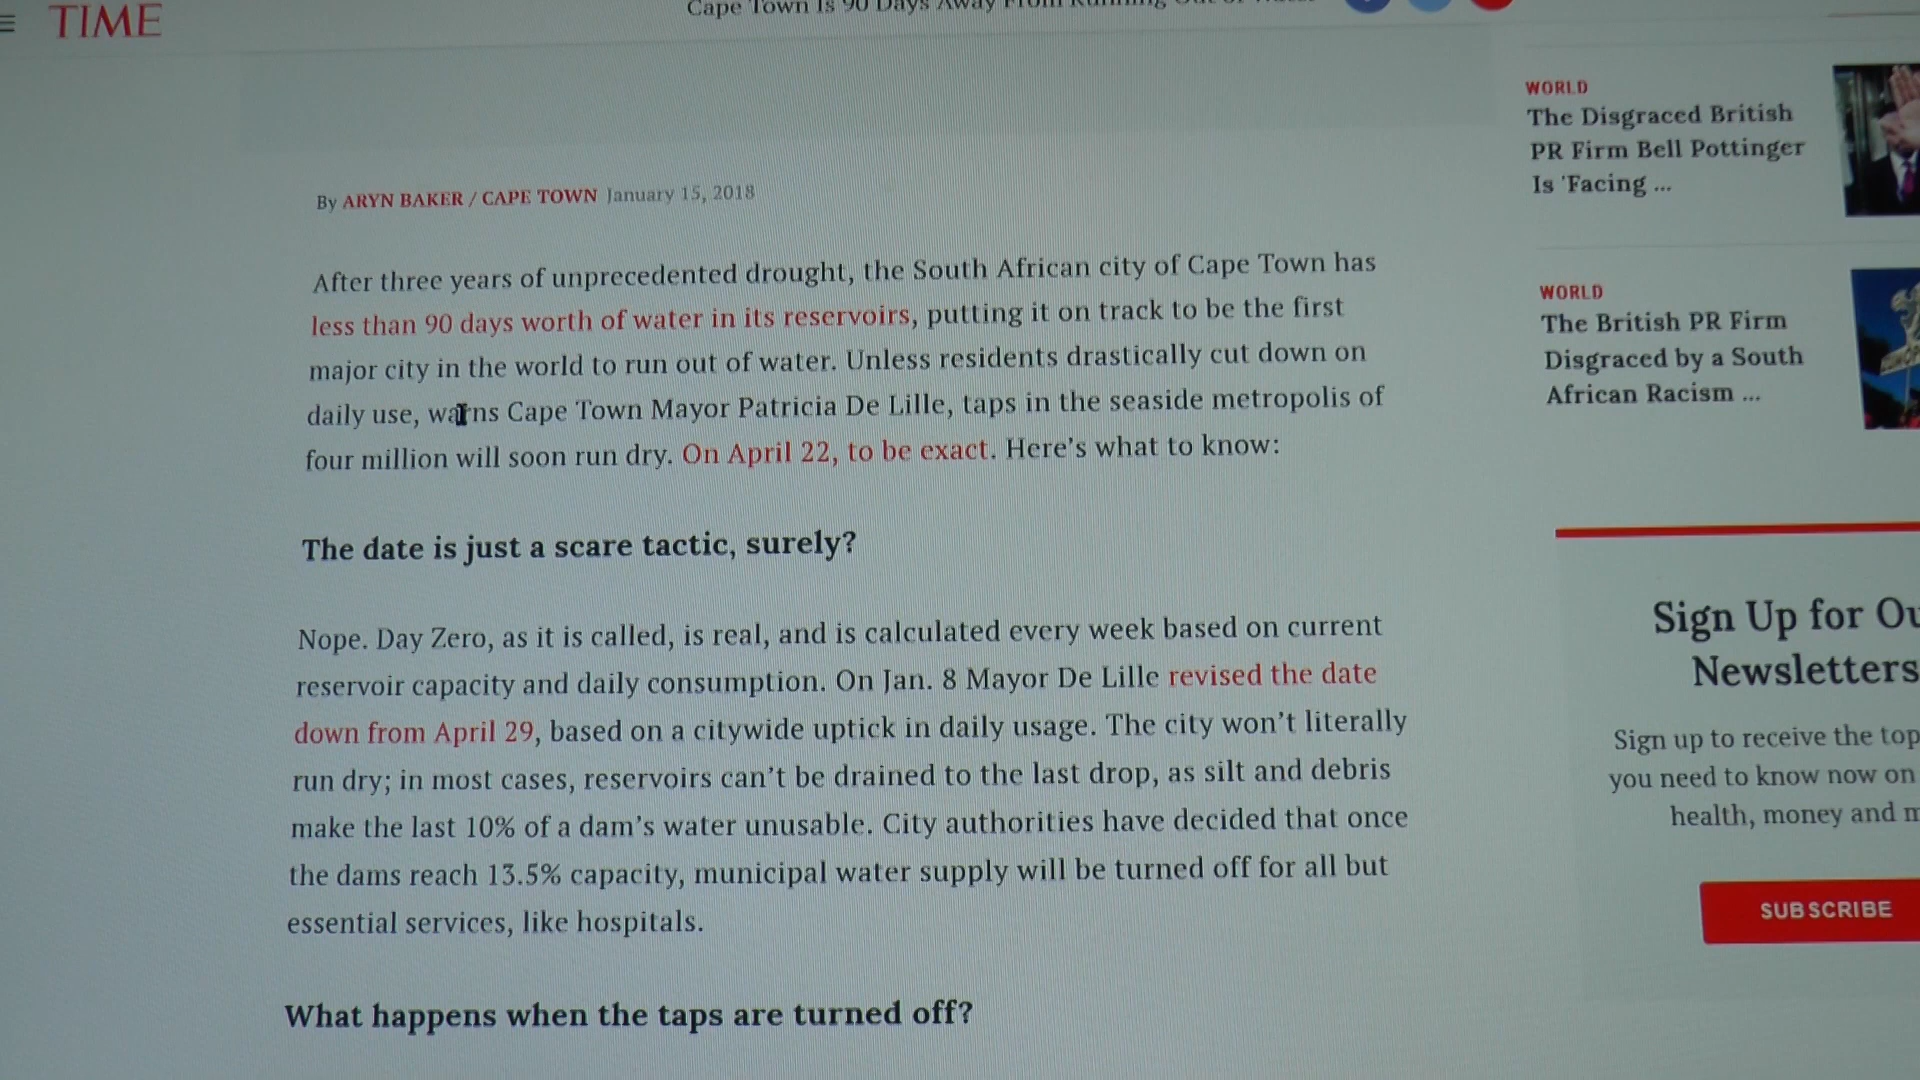 TIME
Cape Town Is 90 Days Away From Running Out of Water
By ARYN BAKER / CAPE TOWN January 15, 2018
After three years of unprecedented drought, the South African city of Cape Town has
less than 90 days worth of water in its reservoirs, putting it on track to be the first
major city in the world to run out of water. Unless residents drastically cut down on
daily use, warns Cape Town Mayor Patricia De Lille, taps in the seaside metropolis of
four million will soon run dry. On April 22, to be exact. Here's what to know:
The date is just a scare tactic, surely?
Nope. Day Zero, as it is called, is real, and is calculated every week based on current
reservoir capacity and daily consumption. On Jan. 8 Mayor De Lille revised the date
down from April 29, based on a citywide uptick in daily usage. The city won't literally
run dry; in most cases, reservoirs can't be drained to the last drop, as silt and debris
make the last 10% of a dam's water unusable. City authorities have decided that once
the dams reach 13.5% capacity, municipal water supply will be turned off for all but
essential services, like hospitals.
What happens when the taps are turned off?
WORLD
The Disgraced British
PR Firm Bell Pottinger
Is 'Facing ...
WORLD
The British PR Firm
Disgraced by a South
African Racism ...
Sign Up for Ou
Newsletters
Sign up to receive the top
you need to know now on
health, money and m
SUBSCRIBE